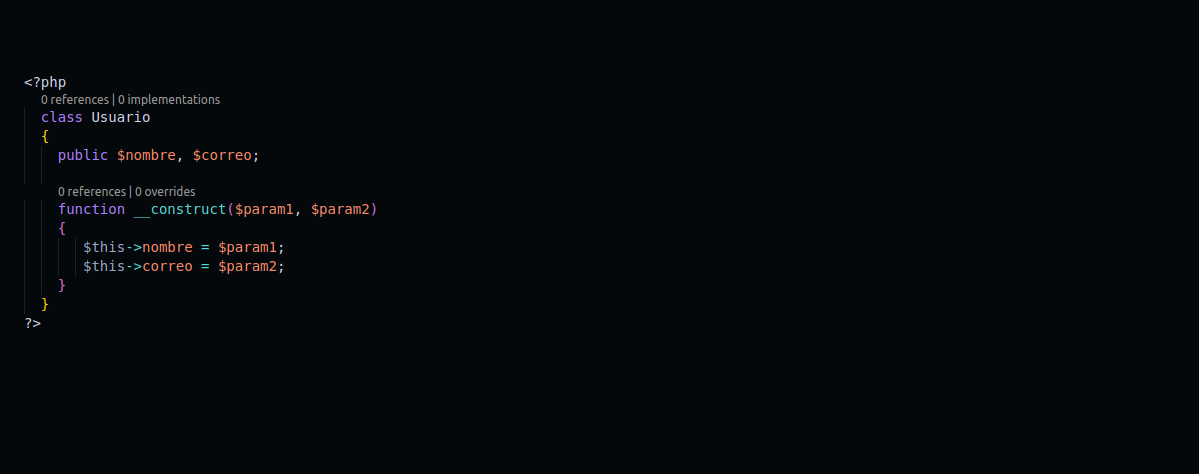 <?php
0 references | 0 implementations
class Usuario
{
public $nombre, $correo;
0 references | 0 overrides
function __construct($param1, $param2)
{
$this->nombre = $param1;
$this->correo = $param2;
}
}
?>